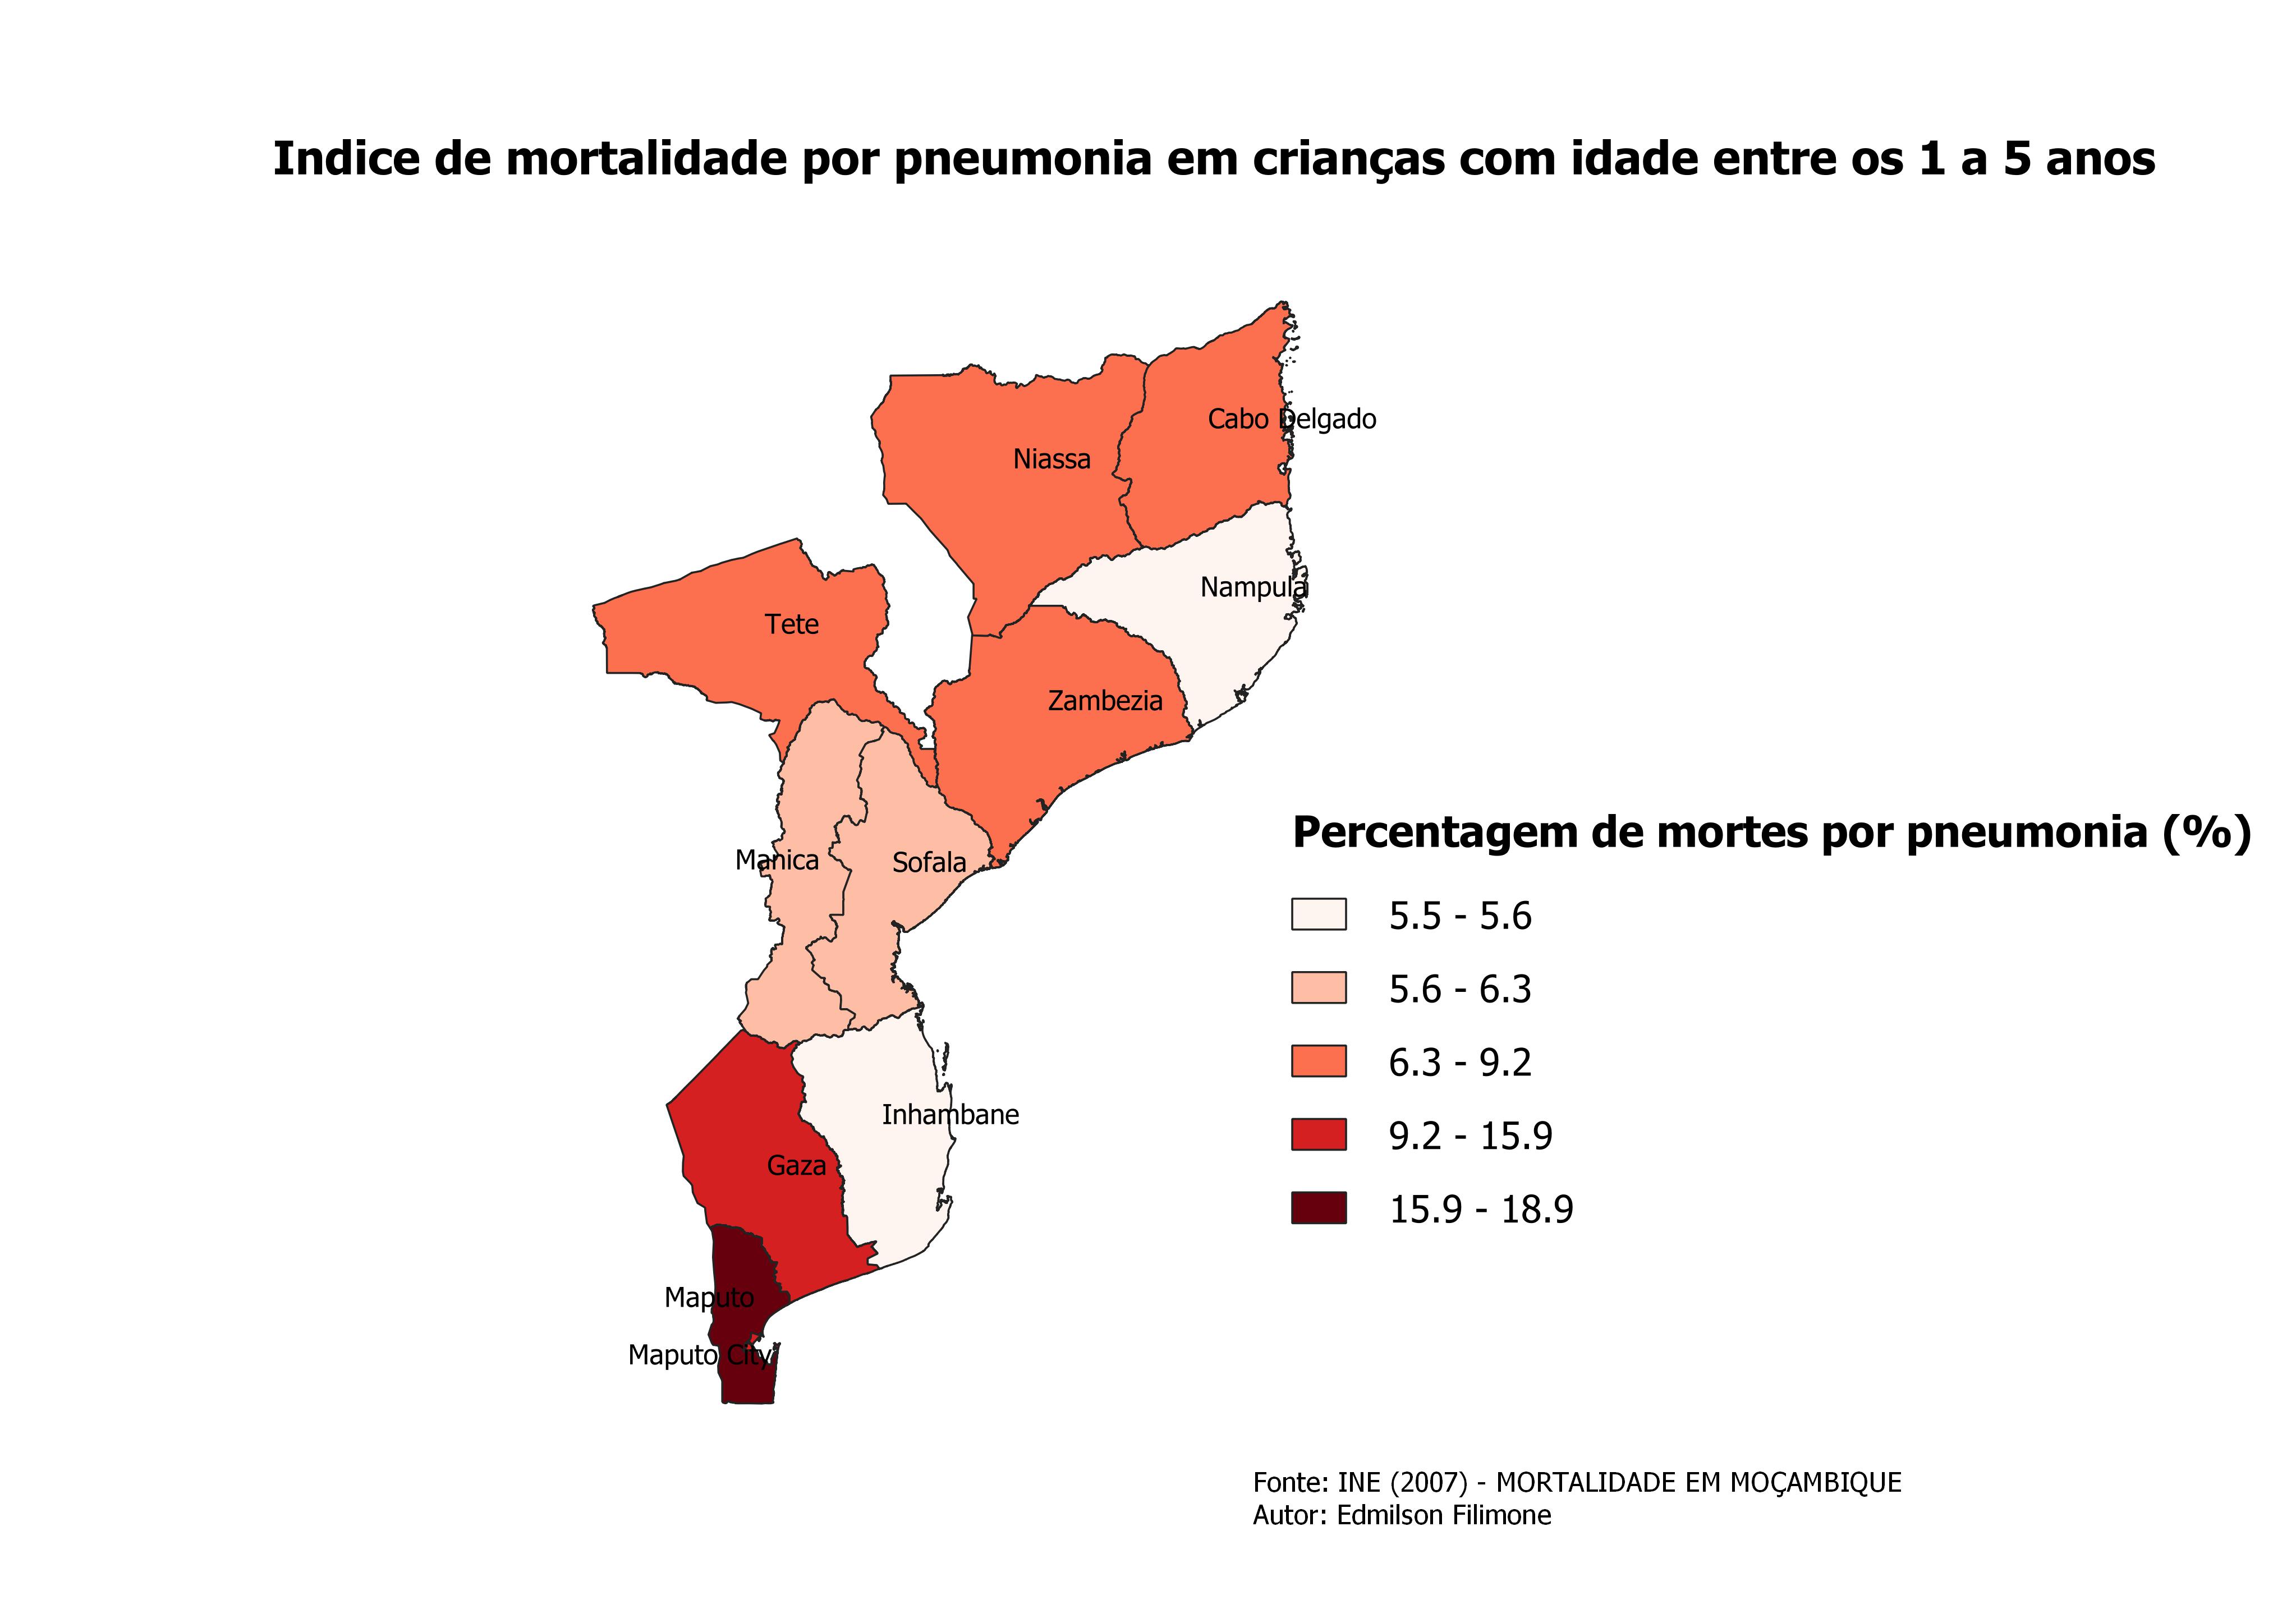 Indice de mortalidade por pneumonia em crianças com idade entre os 1 a 5 anos
Cabo Delgado
Niassa
Nampula
Tete
Zambezia
Manica
Sofala
Inhambane
Gaza
Maputo
Maputo City
Percentagem de mortes por pneumonia (%)
5.5 - 5.6
5.6 - 6.3
6.3 - 9.2
9.2 - 15.9
15.9 - 18.9
Fonte: INE (2007) - MORTALIDADE EM MOÇAMBIQUE
Autor: Edmilson Filimone